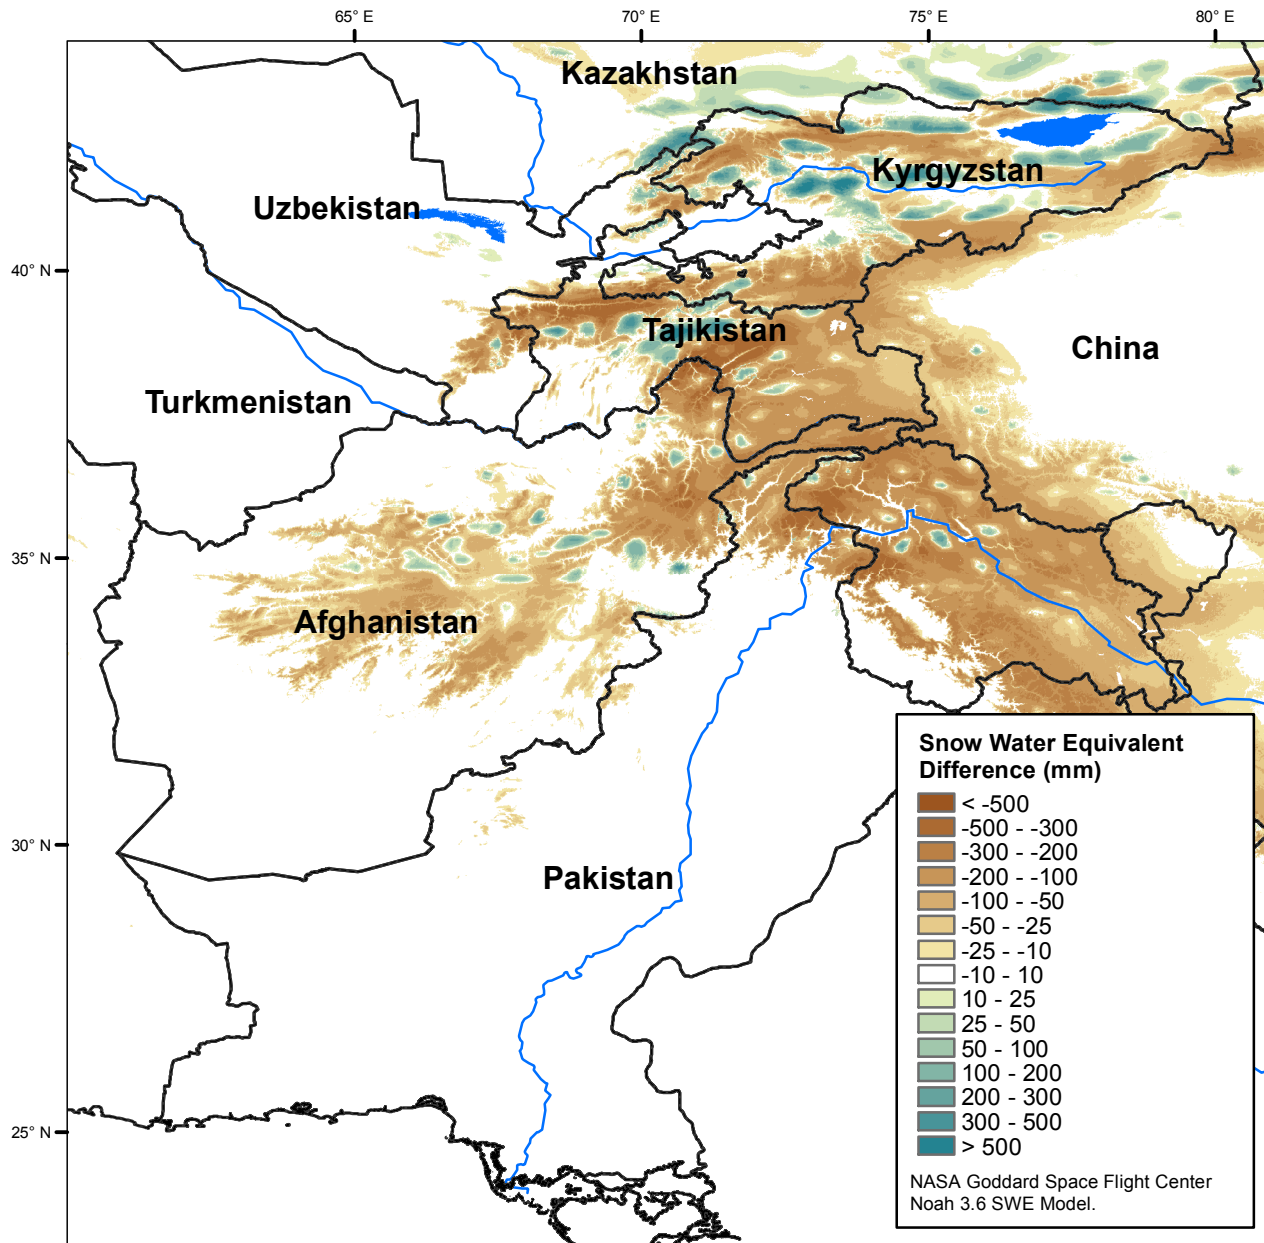 65° E
70° E
75° E
80° E
Kazakhstan
Kyrgyzstan
Uzbekistan
40° N
Tajikistan
China
Turkmenistan
35° N
Afghanistan
Snow Water Equivalent
Difference (mm)
< -500
-500 - -300
-300 - -200
-200 - -100
-100 - -50
-50 - -25
-25 - -10
-10 - 10
10 - 25
25 - 50
50 - 100
100 - 200
200 - 300
300 - 500
> 500
NASA Goddard Space Flight Center
Noah 3.6 SWE Model.
30° N
Pakistan
25° N